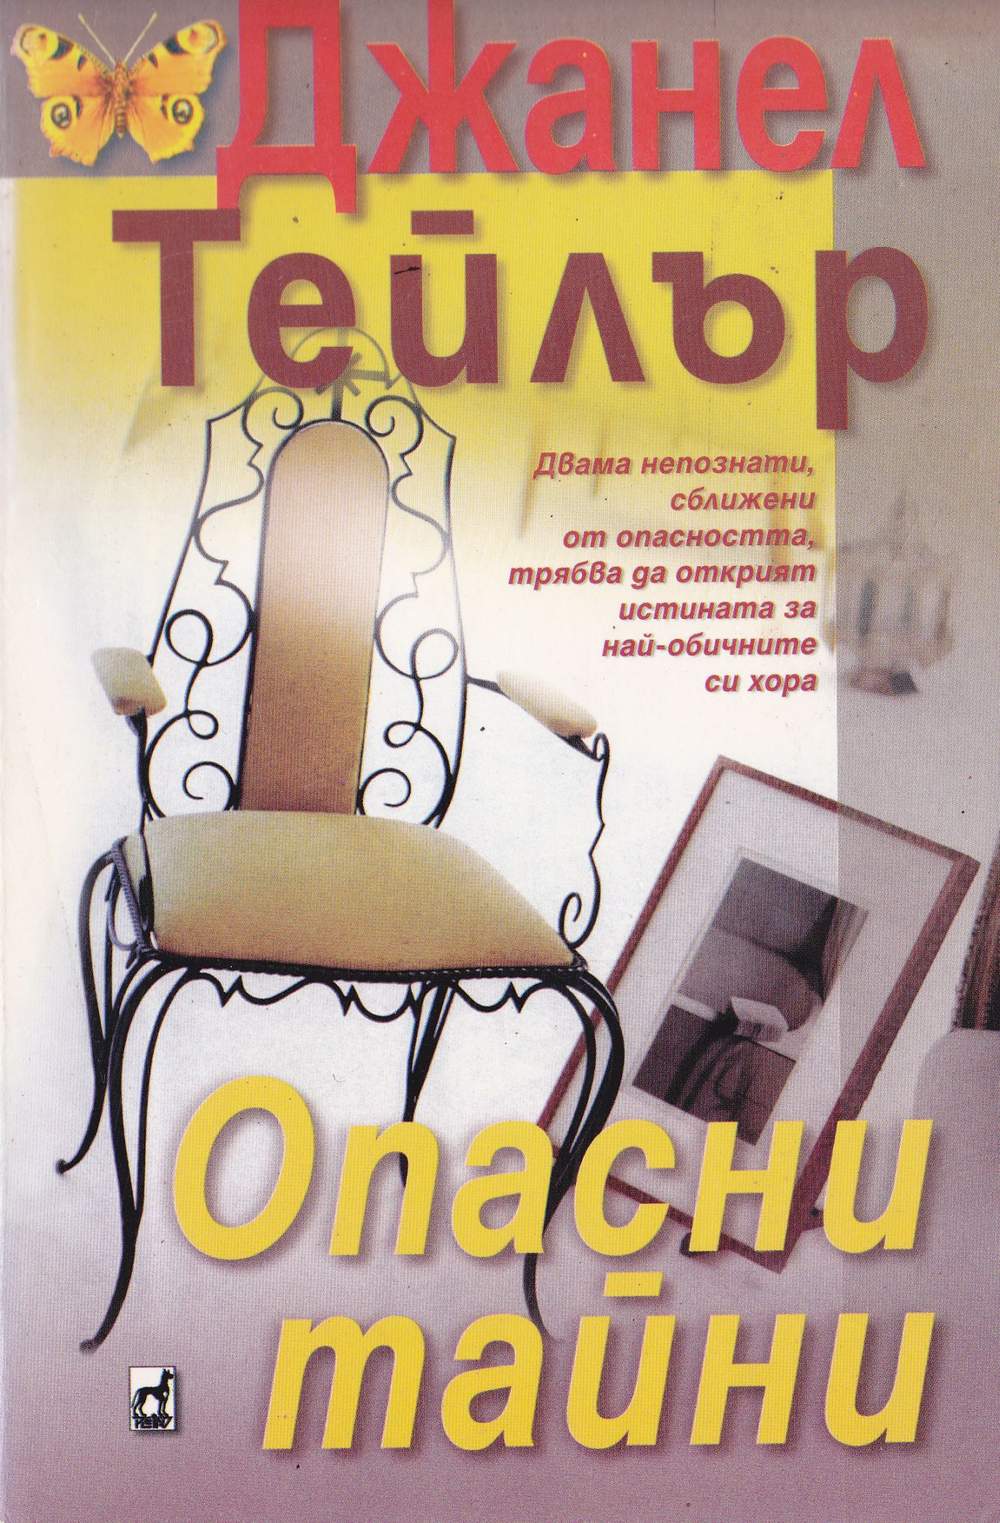 Джанел
Тейлър
Двама непознати,
сближени
от опасността,
трябва да открият
истината за
най-обичните
си хора
Опасни
тайни